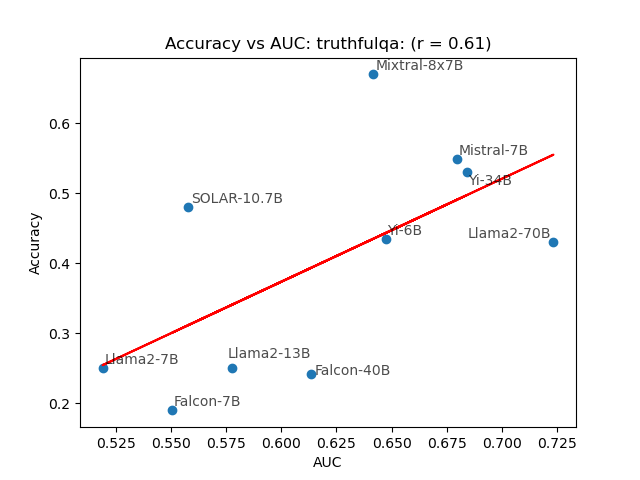 Accuracy vs AUC: truthfulqa: (r = 0.61)
Mixtral-8x7B
0.6
Mistral-7B
Yi-34B
0.5
SOLAR-10.7B
Yi-6B
Llama2-70B
Accuracy
0.4
0.3
Llama2-7B
Llama2-13B
Falcon-40B
Falcon-7B
0.2
0.525 0.550 0.575 0.600 0.625 0.650 0.675 0.700 0.725
AUC